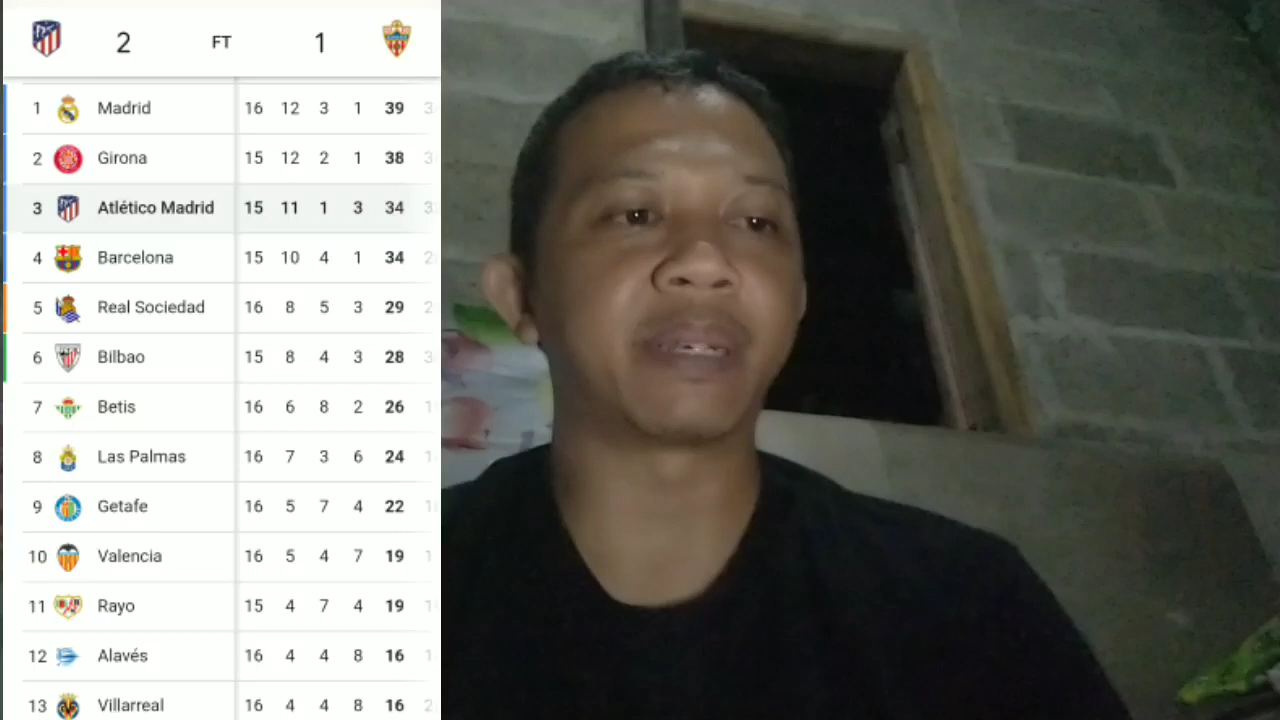 2 FT 1
1 Madrid 16 12 3 1 39
2 Girona 15 12 2 1 38
3 Atlético Madrid 15 11 1 3 34
4 Barcelona 15 10 4 1 34
5 Real Sociedad 16 8 5 3 29
6 Bilbao 15 8 4 3 28
7 Betis 16 6 8 2 26
8 Las Palmas 16 7 3 6 24
9 Getafe 16 5 7 4 22
10 Valencia 16 5 4 7 19
11 Rayo 15 4 7 4 19
12 Alavés 16 4 4 8 16
13 Villarreal 16 4 4 8 16